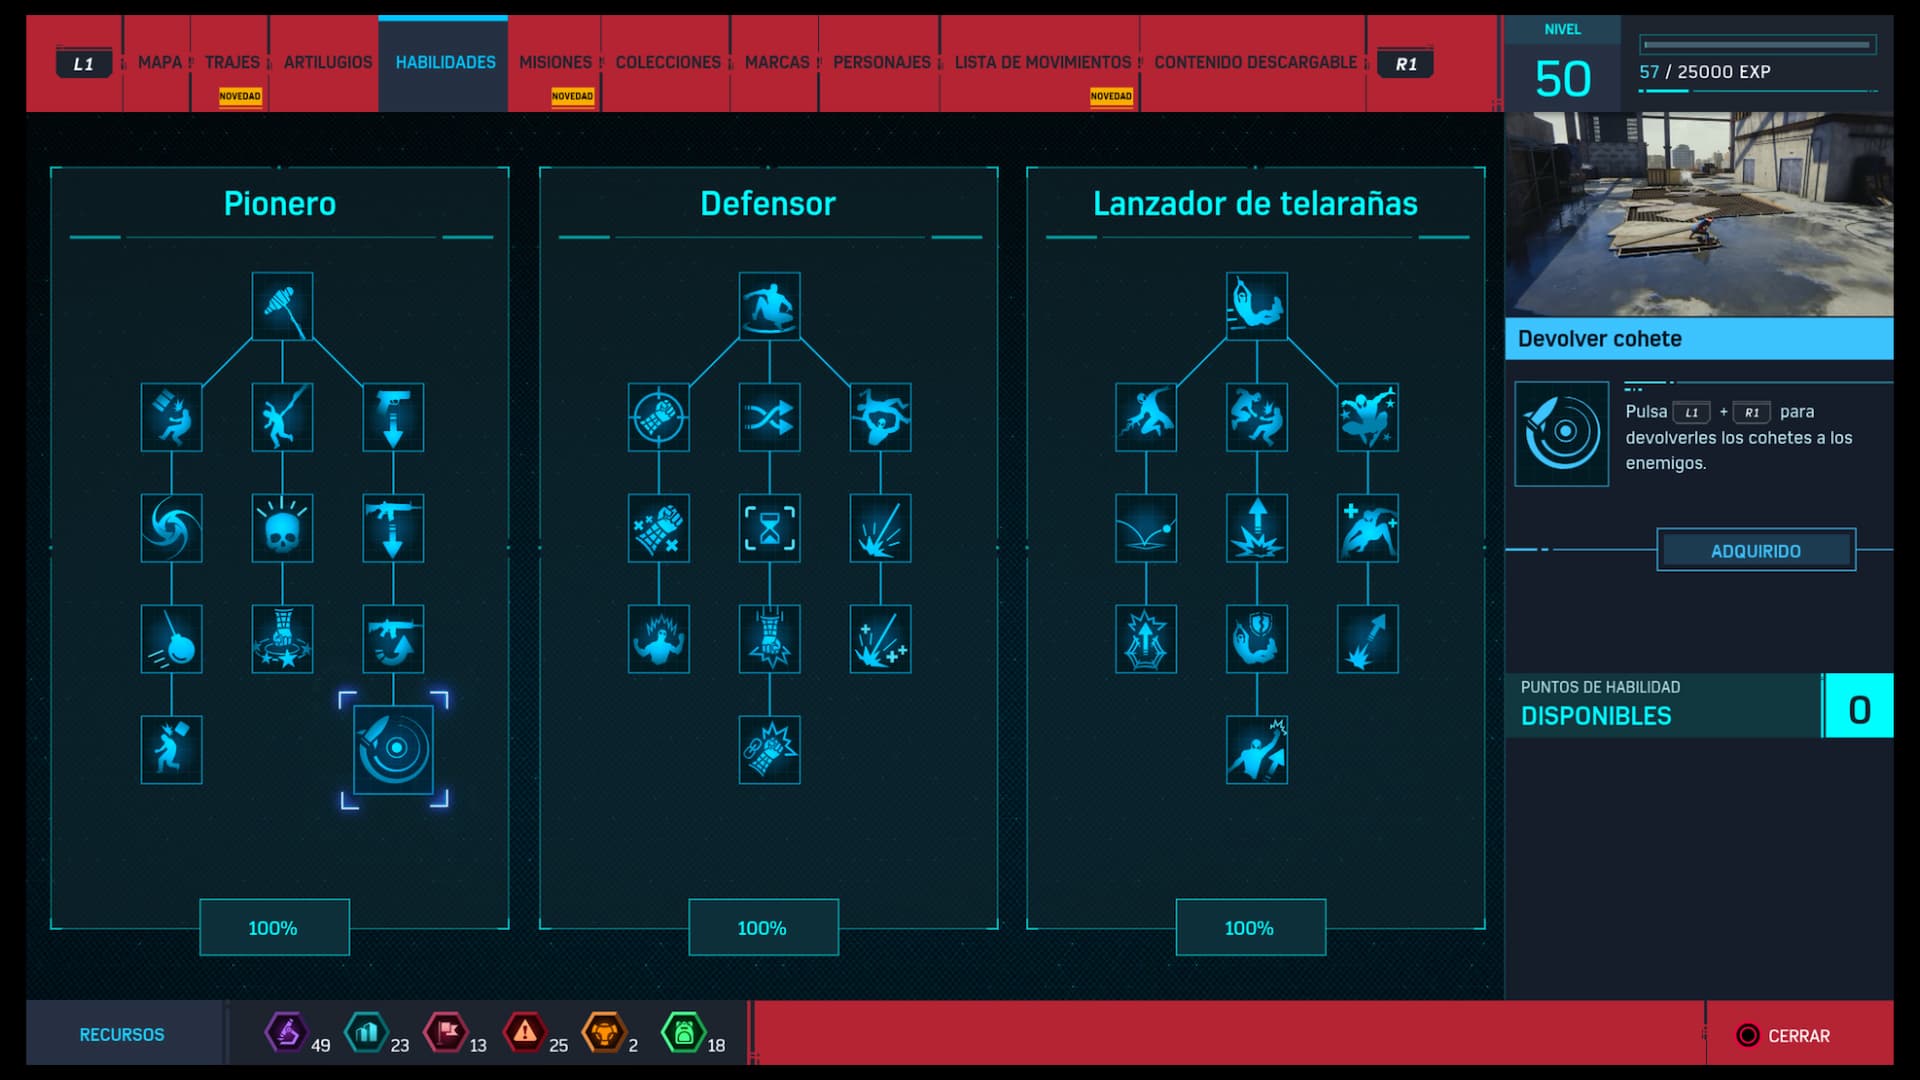 L1
MAPA
TRAJES
NOVEDAD
ARTILUGIOS
HABILIDADES
MISIONES
NOVEDAD
COLECCIONES
MARCAS
PERSONAJES
LISTA DE MOVIMIENTOS
NOVEDAD
CONTENIDO DESCARGABLE
R1
NIVEL
50
57 / 25000 EXP
Pionero
Defensor
Lanzador de telarañas
Devolver cohete
Pulsa L1 + R1 para
devolverles los cohetes a los
enemigos.
ADQUIRIDO
PUNTOS DE HABILIDAD
DISPONIBLES
0
100%
100%
100%
RECURSOS
49
23
13
25
2
18
CERRAR